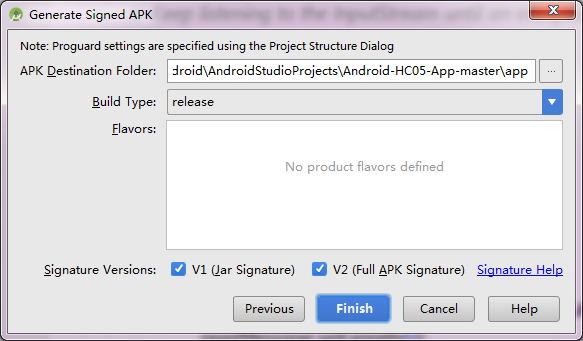 Generate Signed APK
Note: Proguard settings are specified using the Project Structure Dialog
APK Destination Folder: droid\AndroidStudioProjects\Android-HC05-App-master\app ...
Build Type: release
Flavors:
No product flavors defined
Signature Versions: V1 (Jar Signature) V2 (Full APK Signature) Signature Help
Previous Finish Cancel Help